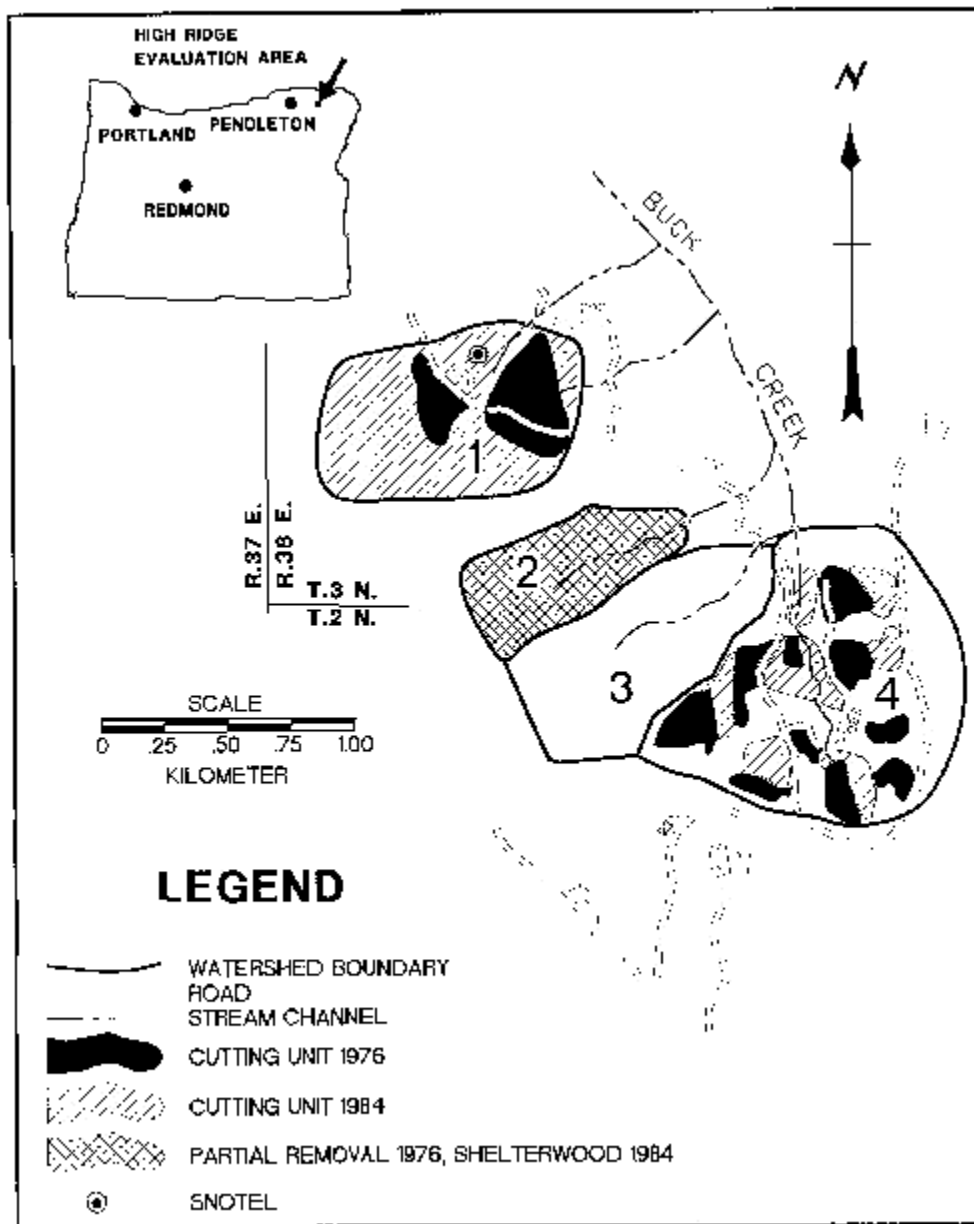 HIGH RIDGE
EVALUATION AREA
PORTLAND
PENDLETON
REDMOND
N
BUCK
CREEK
1
2
3
4
R.37 E.
R.38 E.
T.3 N.
T.2 N.
SCALE
0 .25 .50 .75 1.00
KILOMETER
LEGEND
WATERSHED BOUNDARY
ROAD
STREAM CHANNEL
CUTTING UNIT 1976
CUTTING UNIT 1984
PARTIAL REMOVAL 1976, SHELTERWOOD 1984
SNOTEL